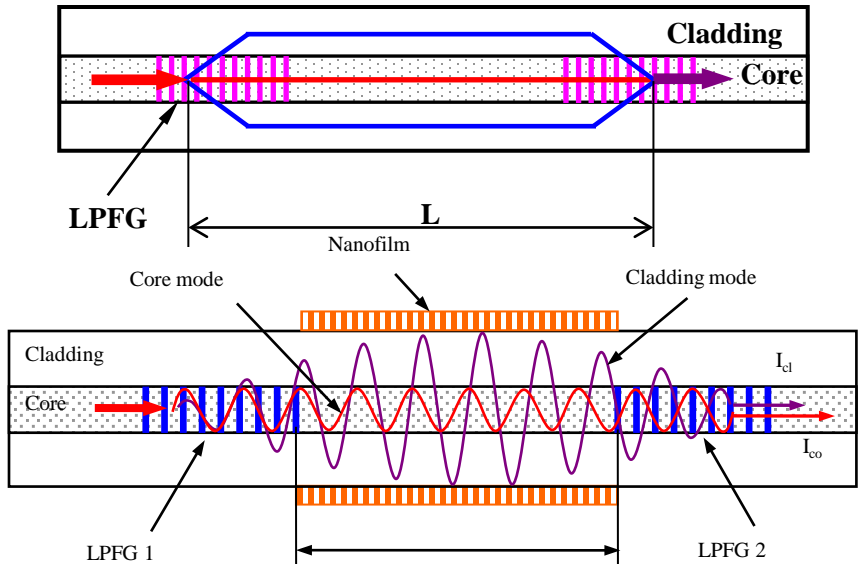 Cladding
Core
LPFG
L
Nanofilm
Core mode
Cladding mode
Cladding
I_cl
Core
I_co
LPFG 1
LPFG 2